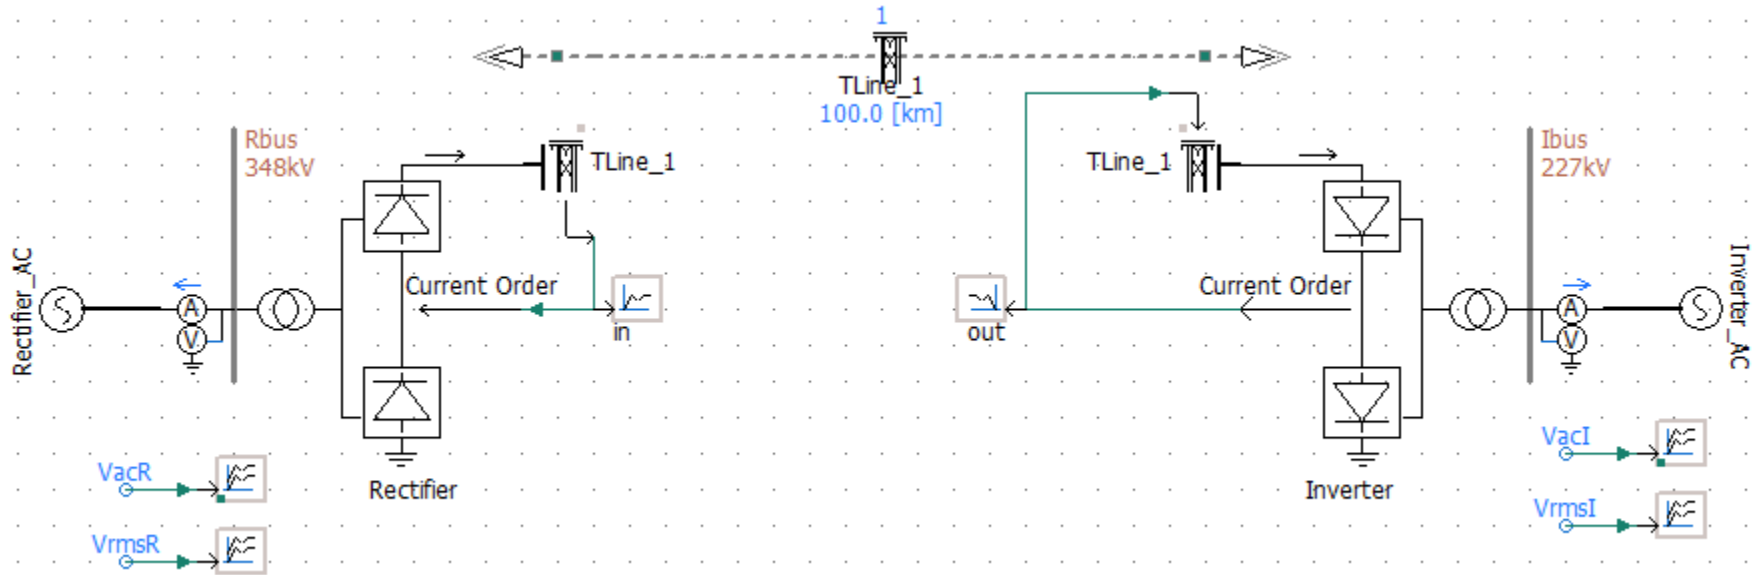 1
TLine_1
100.0 [km]
Rbus
348kV
TLine_1
TLine_1
Ibus
227kV
Rectifier_AC
A
V
Current Order
in
Current Order
out
A
V
Inverter_AC
Rectifier
Inverter
VacR
VrmsR
VacI
VrmsI